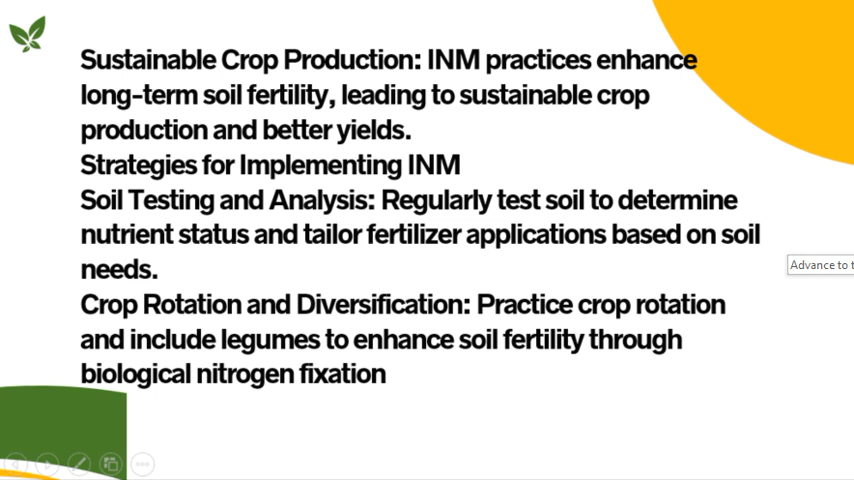 Sustainable Crop Production: INM practices enhance
long-term soil fertility, leading to sustainable crop
production and better yields.
Strategies for Implementing INM
Soil Testing and Analysis: Regularly test soil to determine
nutrient status and tailor fertilizer applications based on soil
needs.
Advance to t
Crop Rotation and Diversification: Practice crop rotation
and include legumes to enhance soil fertility through
biological nitrogen fixation